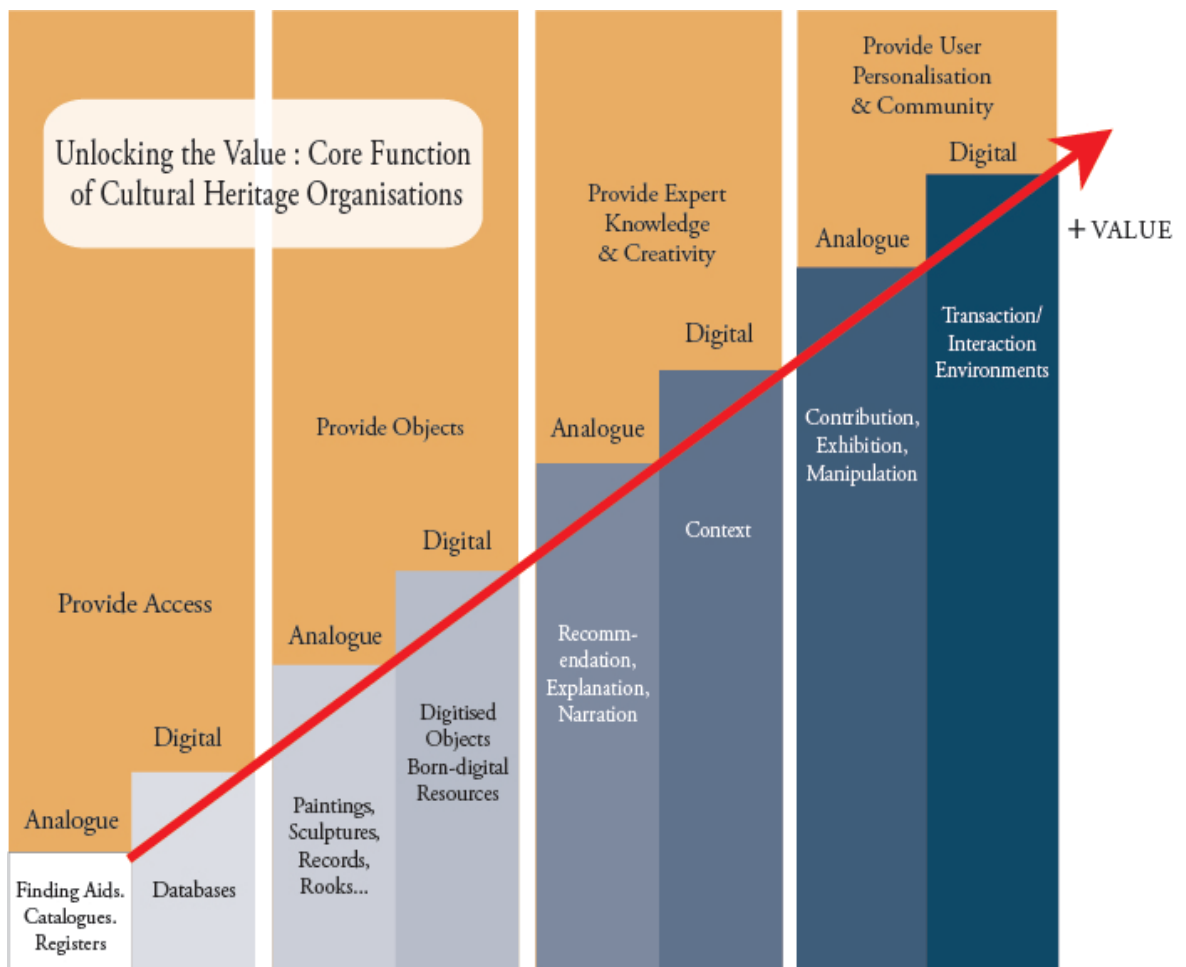 Unlocking the Value : Core Function
of Cultural Heritage Organisations
Provide Access
Analogue
Finding Aids.
Catalogues.
Registers
Digital
Databases
Provide Objects
Analogue
Paintings,
Sculptures,
Records,
Rooks...
Digital
Digitised
Objects
Born-digital
Resources
Provide Expert
Knowledge
& Creativity
Analogue
Recomm-
endation,
Explanation,
Narration
Digital
Context
Provide User
Personalisation
& Community
Analogue
Contribution,
Exhibition,
Manipulation
Digital
Transaction/
Interaction
Environments
+ VALUE